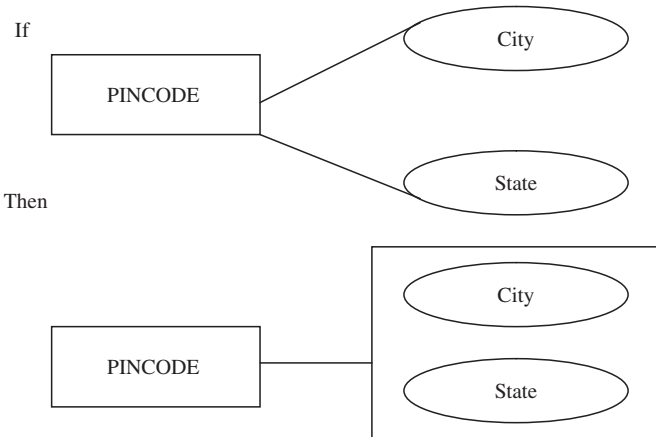 If
City
PINCODE
State
Then
City
PINCODE
State